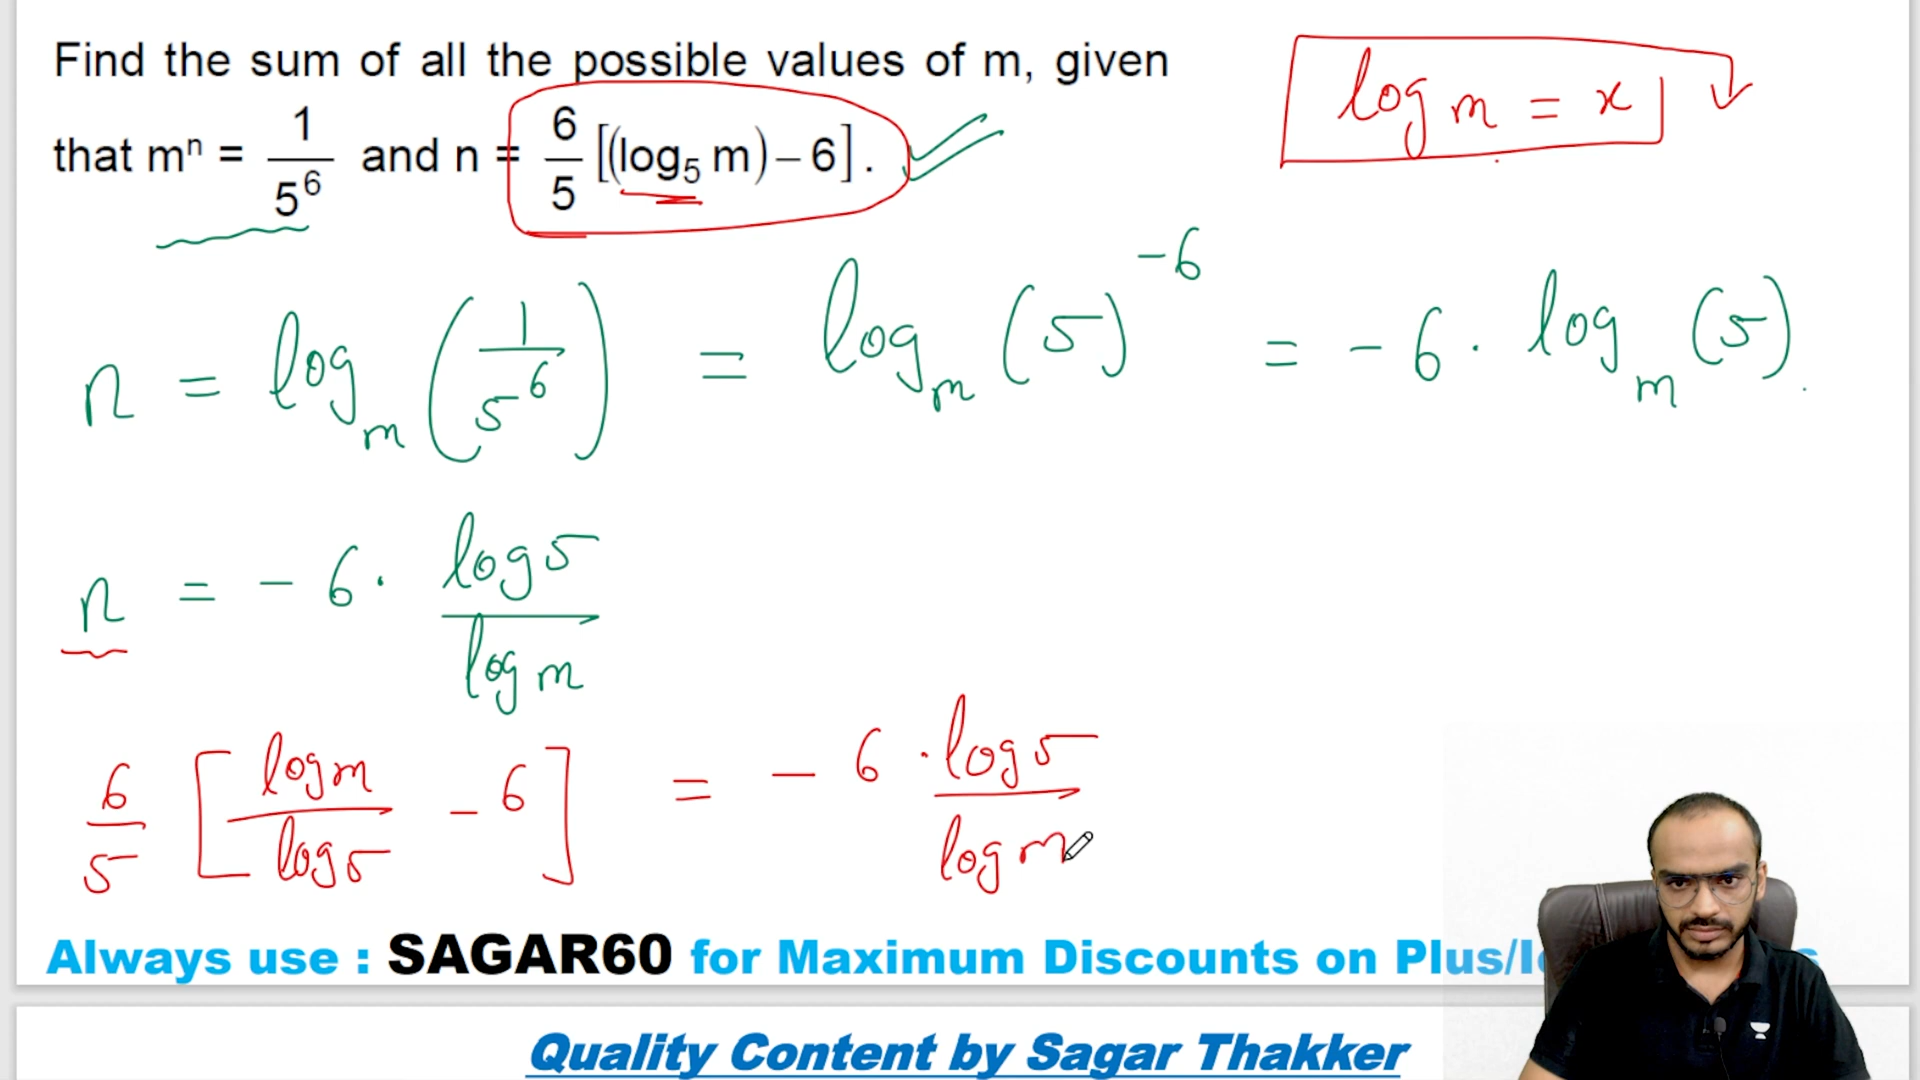 Find the sum of all the possible values of m, given
that mⁿ = 1/5⁶ and n = 6/5 [(log₅ m) – 6].
log m = x
n = log_m (1/5⁶) = log_m (5)⁻⁶ = - 6 . log_m (5).
n = - 6 . log 5 / log m
6/5 [log m / log 5 - 6] = - 6 . log 5 / log m
Always use : SAGAR60 for Maximum Discounts on Plus/I
Quality Content by Sagar Thakker